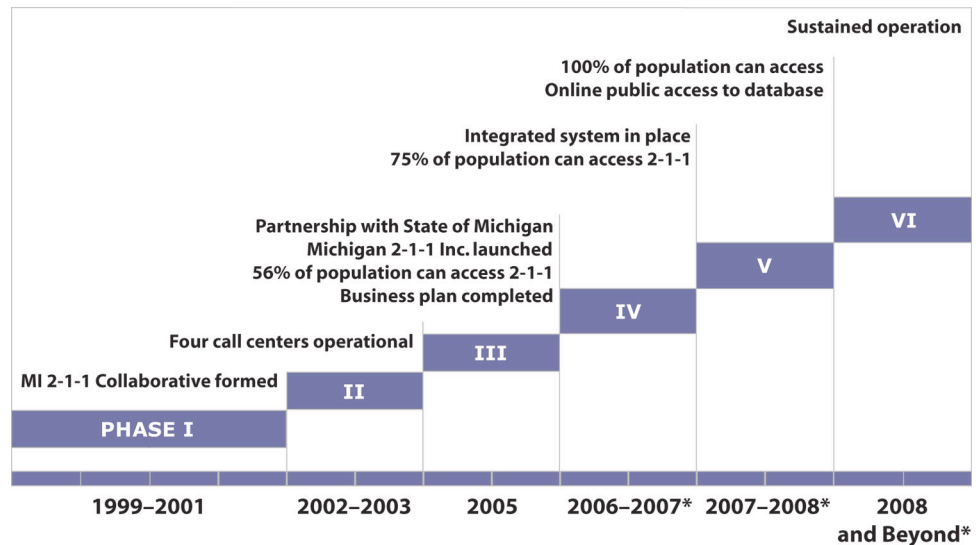 Sustained operation
100% of population can access
Online public access to database
Integrated system in place
75% of population can access 2-1-1
Partnership with State of Michigan
Michigan 2-1-1 Inc. launched
56% of population can access 2-1-1
Business plan completed
Four call centers operational
MI 2-1-1 Collaborative formed
PHASE I
II
III
IV
V
VI
1999–2001
2002–2003
2005
2006–2007*
2007–2008*
2008
and Beyond*